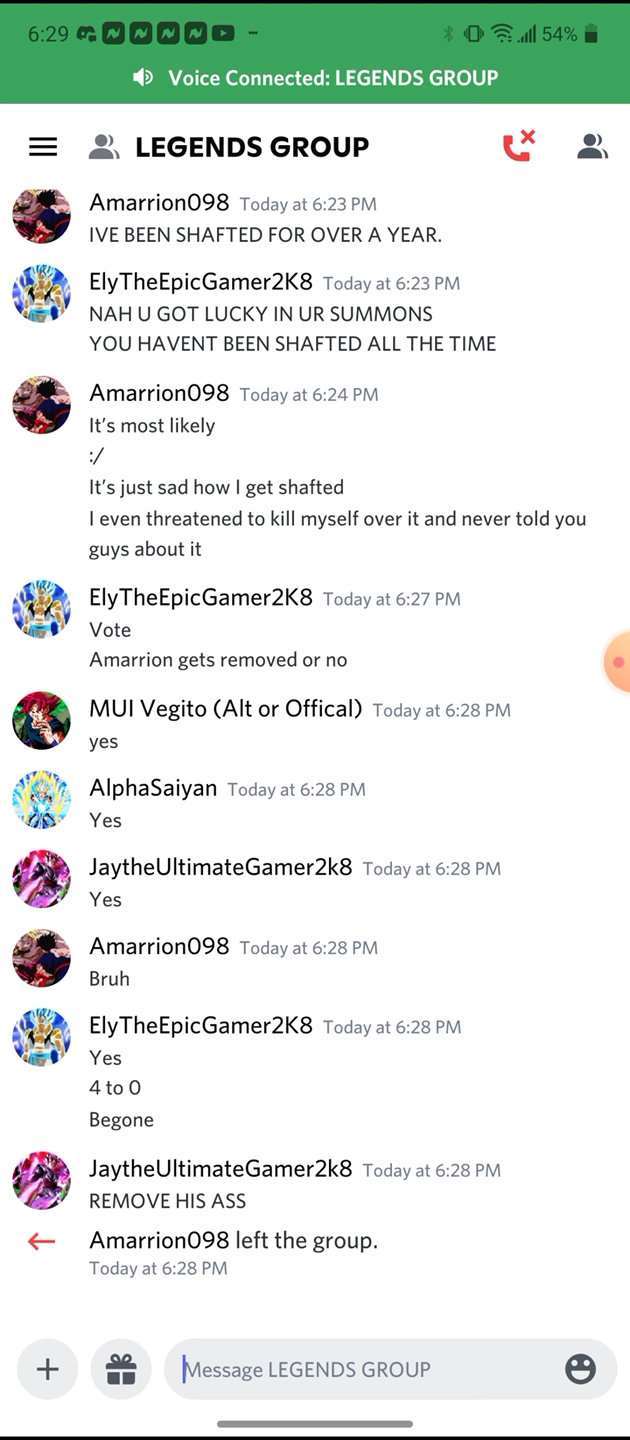 6:29
54%
Voice Connected: LEGENDS GROUP
LEGENDS GROUP
Amarrion098 Today at 6:23 PM
IVE BEEN SHAFTED FOR OVER A YEAR.
ElyTheEpicGamer2K8 Today at 6:23 PM
NAH U GOT LUCKY IN UR SUMMONS
YOU HAVENT BEEN SHAFTED ALL THE TIME
Amarrion098 Today at 6:24 PM
It's most likely
:/
It's just sad how I get shafted
I even threatened to kill myself over it and never told you
guys about it
ElyTheEpicGamer2K8 Today at 6:27 PM
Vote
Amarrion gets removed or no
MUI Vegito (Alt or Offical) Today at 6:28 PM
yes
AlphaSaiyan Today at 6:28 PM
Yes
JaytheUltimateGamer2k8 Today at 6:28 PM
Yes
Amarrion098 Today at 6:28 PM
Bruh
ElyTheEpicGamer2K8 Today at 6:28 PM
Yes
4 to 0
Begone
JaytheUltimateGamer2k8 Today at 6:28 PM
REMOVE HIS ASS
Amarrion098 left the group.
Today at 6:28 PM
Message LEGENDS GROUP